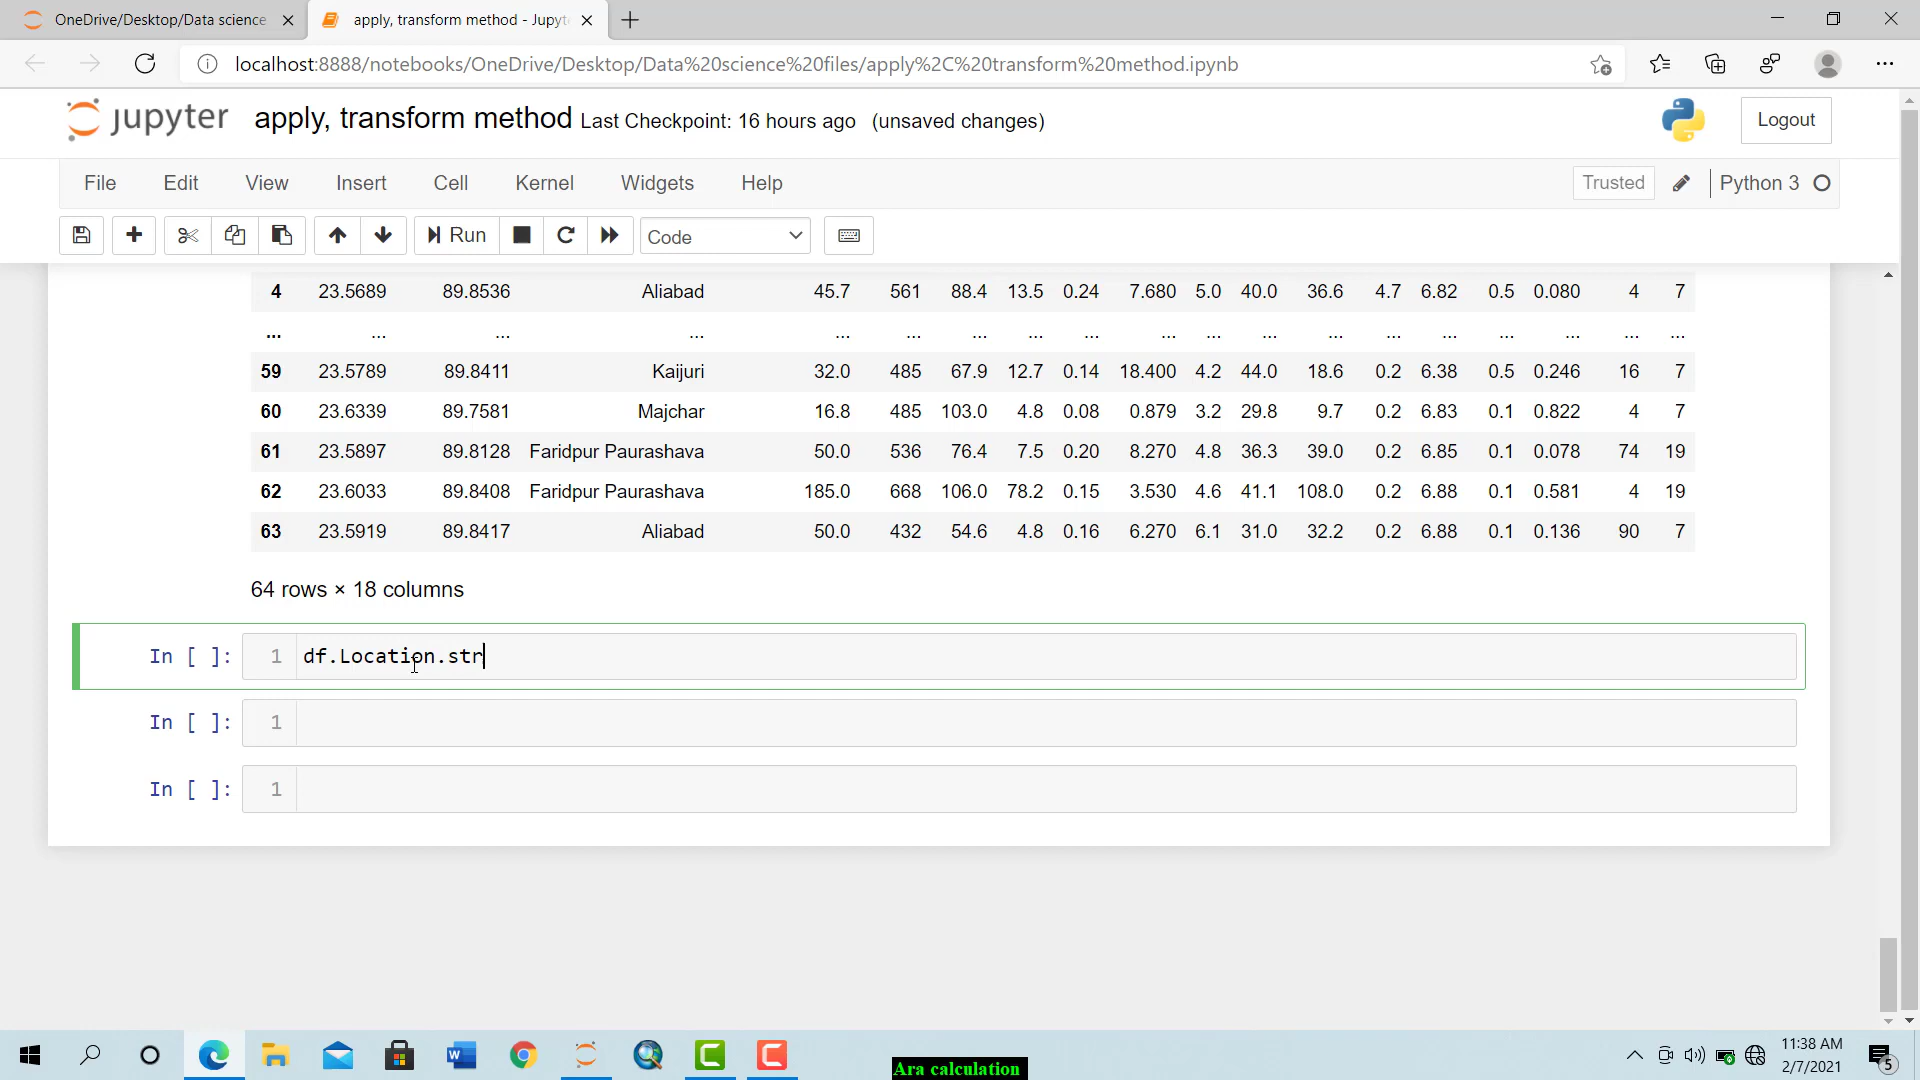 OneDrive/Desktop/Data science
apply, transform method - Jupyt
localhost:8888/notebooks/OneDrive/Desktop/Data%20science%20files/apply%2C%20transform%20method.ipynb
jupyter apply, transform method Last Checkpoint: 16 hours ago (unsaved changes) Logout
File Edit View Insert Cell Kernel Widgets Help Trusted Python 3
Run Code
4 23.5689 89.8536 Aliabad 45.7 561 88.4 13.5 0.24 7.680 5.0 40.0 36.6 4.7 6.82 0.5 0.080 4 7
... ... ... ... ... ... ... ... ... ... ... ... ... ... ... ... ... ... ...
59 23.5789 89.8411 Kaijuri 32.0 485 67.9 12.7 0.14 18.400 4.2 44.0 18.6 0.2 6.38 0.5 0.246 16 7
60 23.6339 89.7581 Majchar 16.8 485 103.0 4.8 0.08 0.879 3.2 29.8 9.7 0.2 6.83 0.1 0.822 4 7
61 23.5897 89.8128 Faridpur Paurashava 50.0 536 76.4 7.5 0.20 8.270 4.8 36.3 39.0 0.2 6.85 0.1 0.078 74 19
62 23.6033 89.8408 Faridpur Paurashava 185.0 668 106.0 78.2 0.15 3.530 4.6 41.1 108.0 0.2 6.88 0.1 0.581 4 19
63 23.5919 89.8417 Aliabad 50.0 432 54.6 4.8 0.16 6.270 6.1 31.0 32.2 0.2 6.88 0.1 0.136 90 7
64 rows × 18 columns
In [ ]: 1 df.Location.str
In [ ]: 1
In [ ]: 1
11:38 AM
2/7/2021
5
Ara calculation